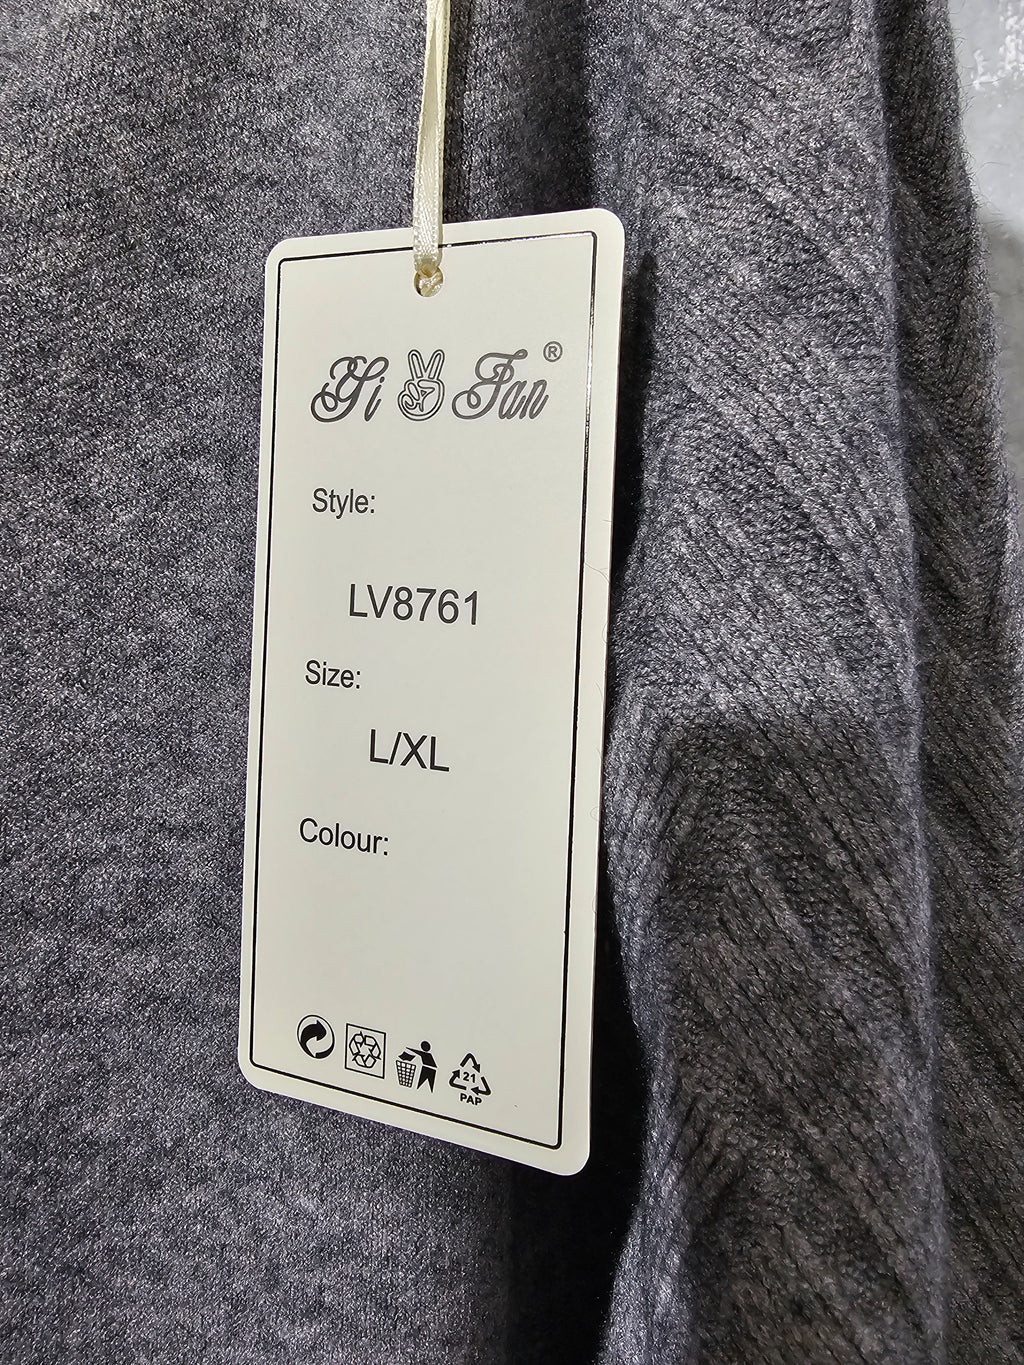 Yi Fan®
Style:
LV8761
Size:
L/XL
Colour:
21
PAP